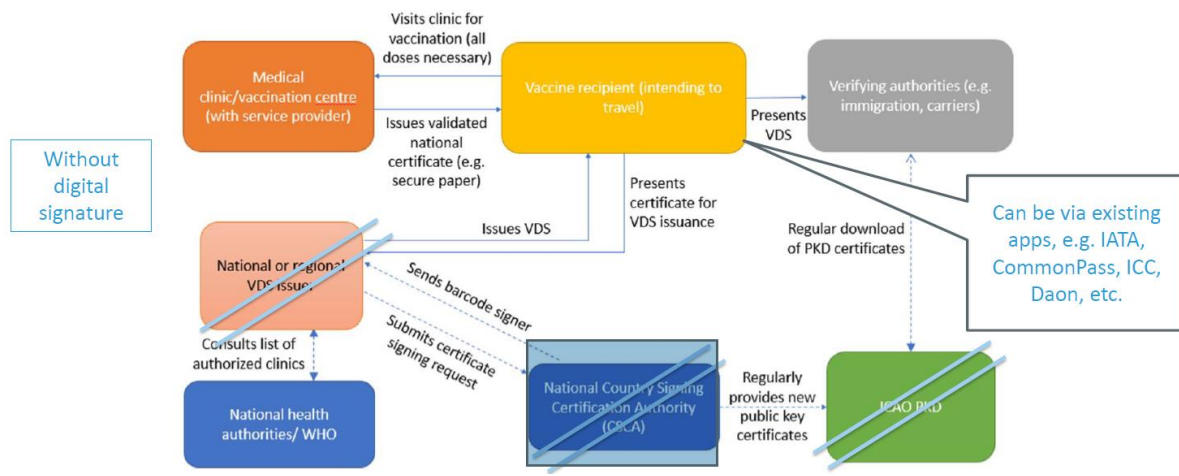 Visits clinic for
vaccination (all
doses necessary)
Medical
clinic/vaccination centre
(with service provider)
Vaccine recipient (intending to
travel)
Verifying authorities (e.g.
immigration, carriers)
Issues validated
national
certificate (e.g.
secure paper)
Presents
VDS
Without
digital
signature
Presents
certificate for
VDS issuance
Issues VDS
Regular download
of PKD certificates
Can be via existing
apps, e.g. IATA,
CommonPass, ICC,
Daon, etc.
National or regional
VDS issuer
Sends barcode signer
Submits certificate
signing request
Consults list of
authorized clinics
National health
authorities/ WHO
National Country Signing
Certification Authority
(CSCA)
Regularly
provides new
public key
certificates
ICAO PKD